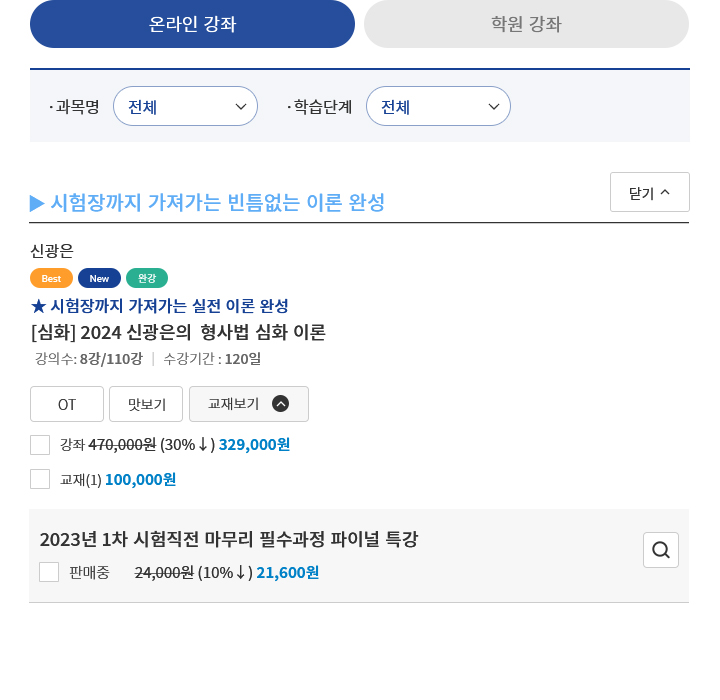 온라인 강좌 학원 강좌
· 과목명 전체 · 학습단계 전체
▶ 시험장까지 가져가는 빈틈없는 이론 완성 닫기
신광은
Best New 완강
★ 시험장까지 가져가는 실전 이론 완성
[심화] 2024 신광은의 형사법 심화 이론
강의수: 8강/110강 | 수강기간 : 120일
OT 맛보기 교재보기
강좌 470,000원 (30%↓) 329,000원
교재(1) 100,000원
2023년 1차 시험직전 마무리 필수과정 파이널 특강
판매중 24,000원 (10%↓) 21,600원